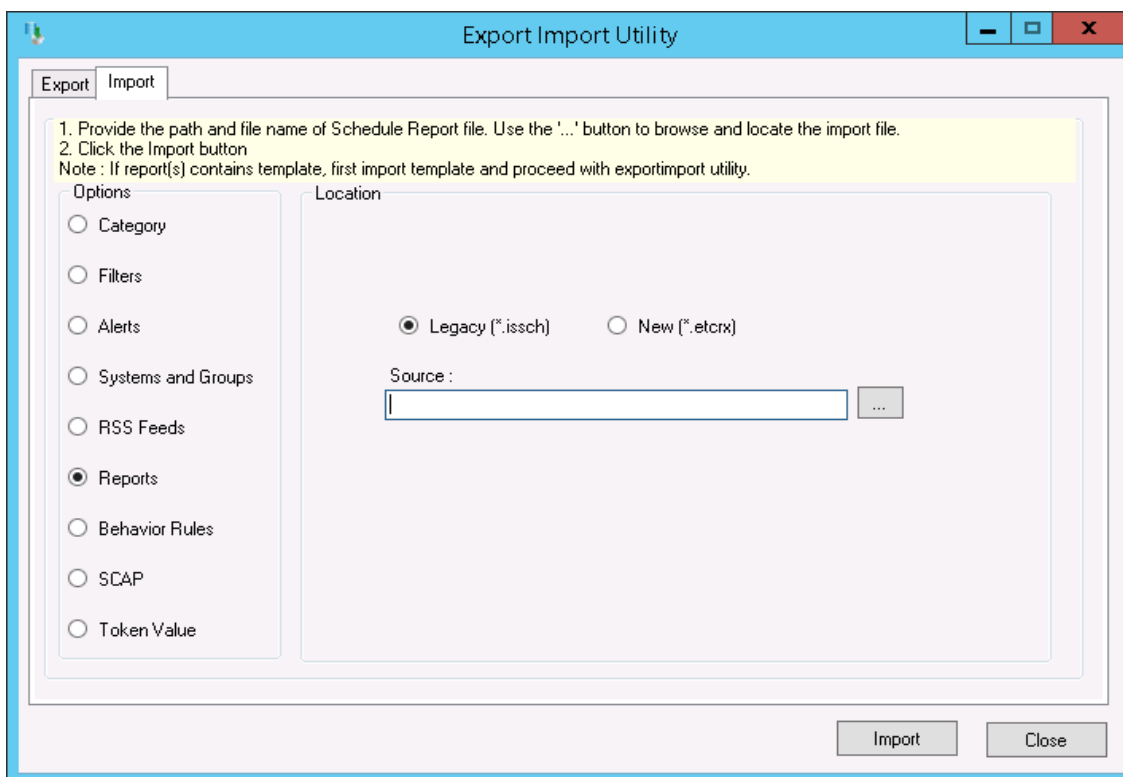 Export Import Utility
Export
Import
1. Provide the path and file name of Schedule Report file. Use the '...' button to browse and locate the import file.
2. Click the Import button
Note : If report(s) contains template, first import template and proceed with exportimport utility.
Options
Location
Category
Filters
Alerts
Legacy (*.issch)
New (*.etcrx)
Systems and Groups
Source :
...
RSS Feeds
Reports
Behavior Rules
SCAP
Token Value
Import
Close